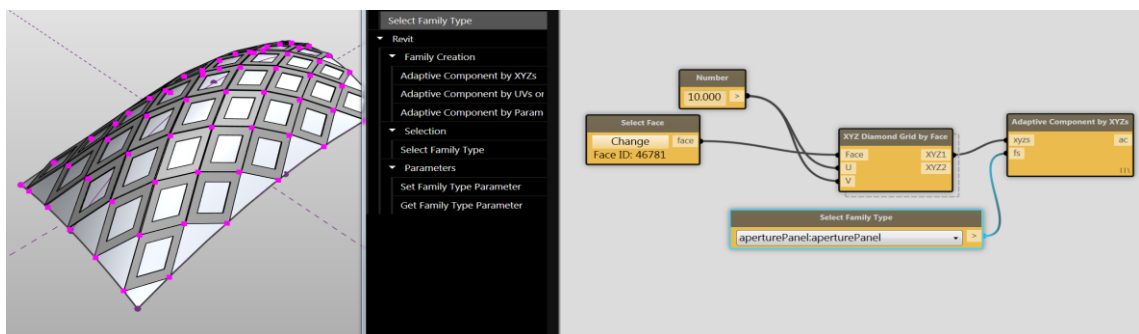 Select Family Type
Revit
Family Creation
Adaptive Component by XYZs
Adaptive Component by UVs or
Adaptive Component by Param
Selection
Select Family Type
Parameters
Set Family Type Parameter
Get Family Type Parameter
Number
10.000 >
Select Face
Change face
Face ID: 46781
XYZ Diamond Grid by Face
Face XYZ1
U XYZ2
V
Adaptive Component by XYZs
xyzs ac
fs
Select Family Type
aperturePanel:aperturePanel >